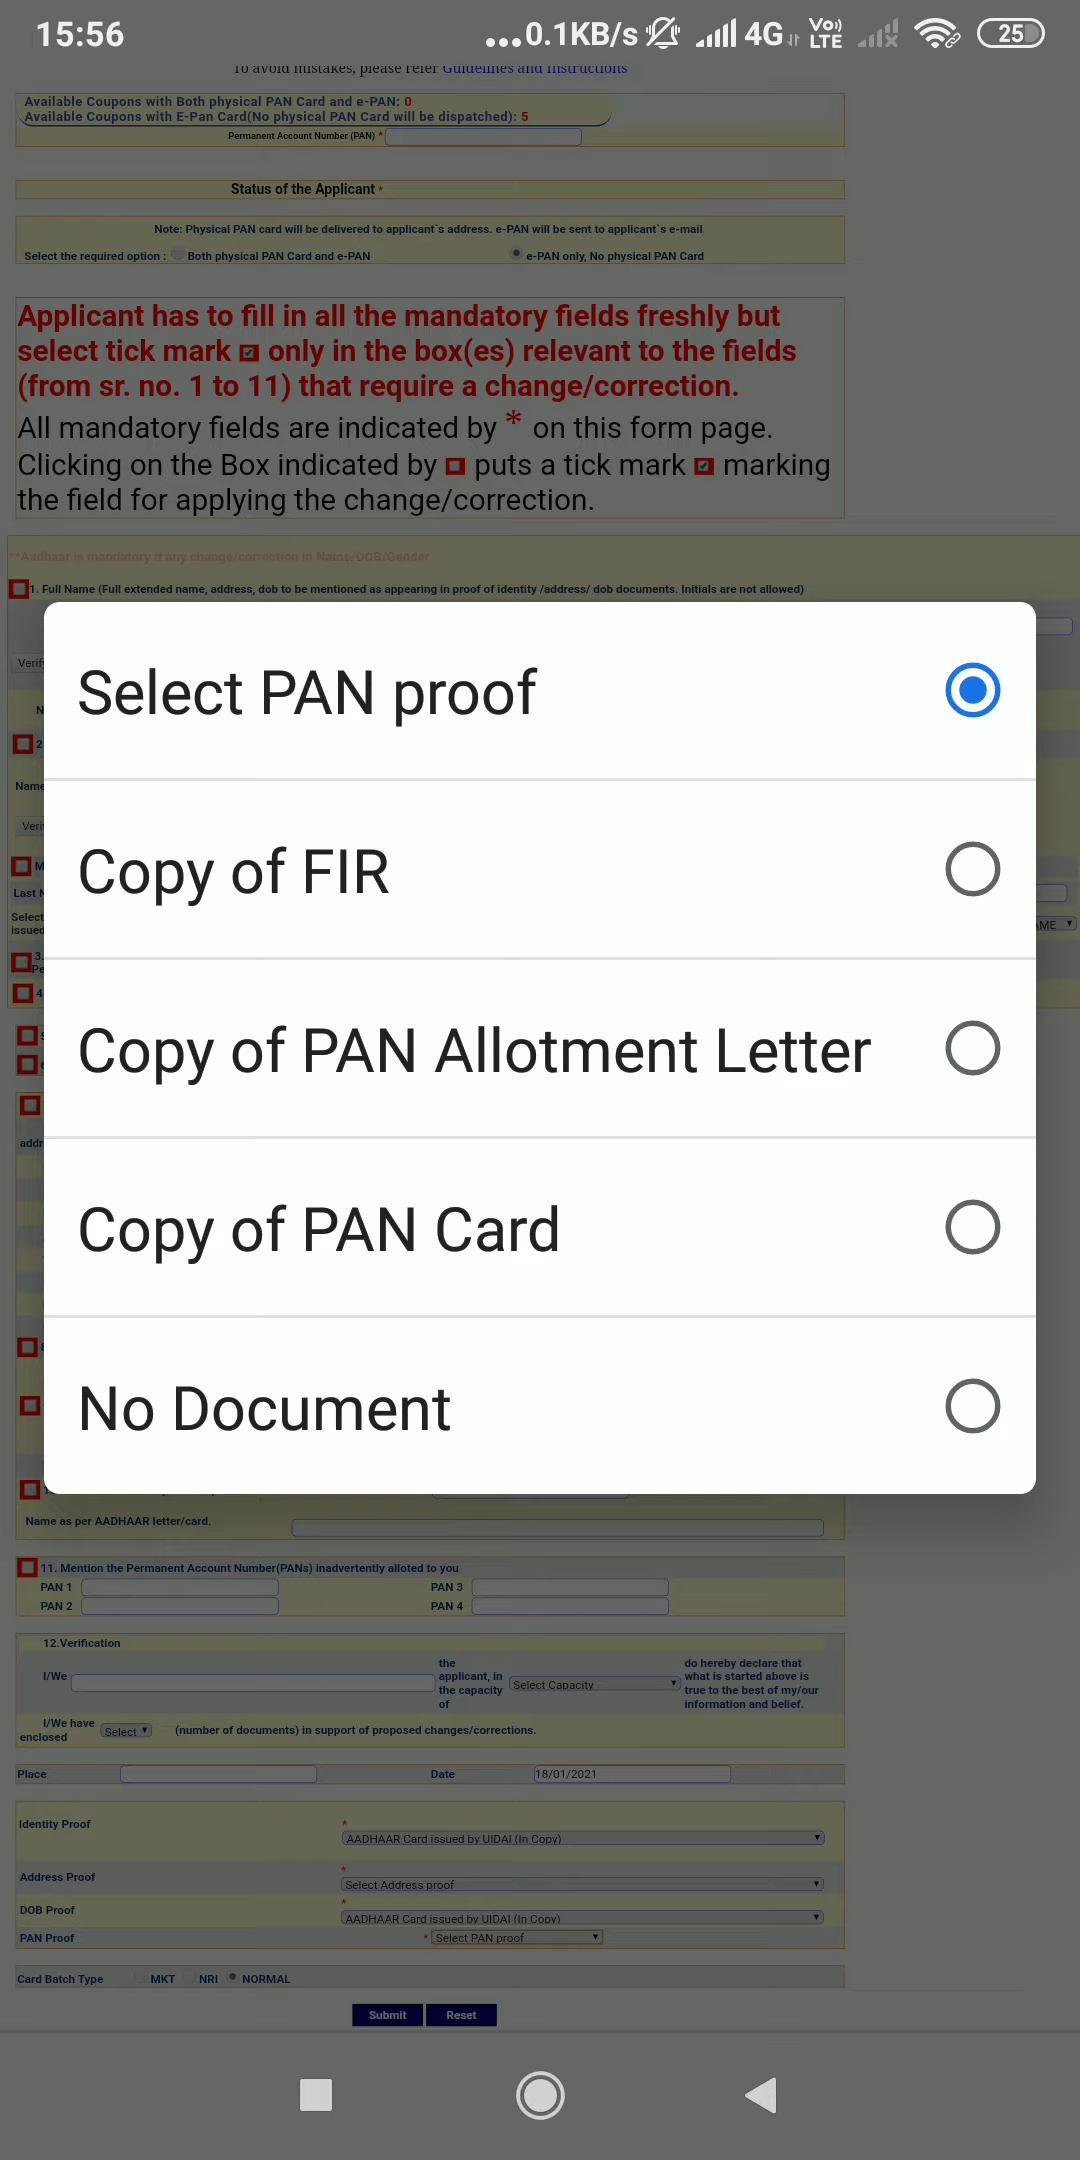 15:56
...0.1KB/s 4G Vo)) LTE 25
To avoid mistakes, please refer Guidelines and Instructions
Available Coupons with Both physical PAN Card and e-PAN: 0
Available Coupons with E-Pan Card(No physical PAN Card will be dispatched): 5
Permanent Account Number (PAN) *
Status of the Applicant *
Note: Physical PAN card will be delivered to applicant`s address. e-PAN will be sent to applicant`s e-mail.
Select the required option : Both physical PAN Card and e-PAN e-PAN only, No physical PAN Card
Applicant has to fill in all the mandatory fields freshly but
select tick mark only in the box(es) relevant to the fields
(from sr. no. 1 to 11) that require a change/correction.
All mandatory fields are indicated by * on this form page.
Clicking on the Box indicated by puts a tick mark marking
the field for applying the change/correction.
**Aadhaar is mandatory if any change/correction in Name/DOB/Gender
1. Full Name (Full extended name, address, dob to be mentioned as appearing in proof of identity /address/ dob documents. Initials are not allowed)
Select PAN proof
Copy of FIR
Copy of PAN Allotment Letter
Copy of PAN Card
No Document
Name as per AADHAAR letter/card.
11. Mention the Permanent Account Number(PANs) inadvertently alloted to you
PAN 1 PAN 3
PAN 2 PAN 4
12.Verification
I/We the applicant, in the capacity of Select Capacity do hereby declare that what is started above is true to the best of my/our information and belief.
I/We have enclosed Select (number of documents) in support of proposed changes/corrections.
Place Date 18/01/2021
Identity Proof * AADHAAR Card issued by UIDAI (In Copy)
Address Proof * Select Address proof
DOB Proof * AADHAAR Card issued by UIDAI (In Copy)
PAN Proof * Select PAN proof
Card Batch Type MKT NRI NORMAL
Submit Reset